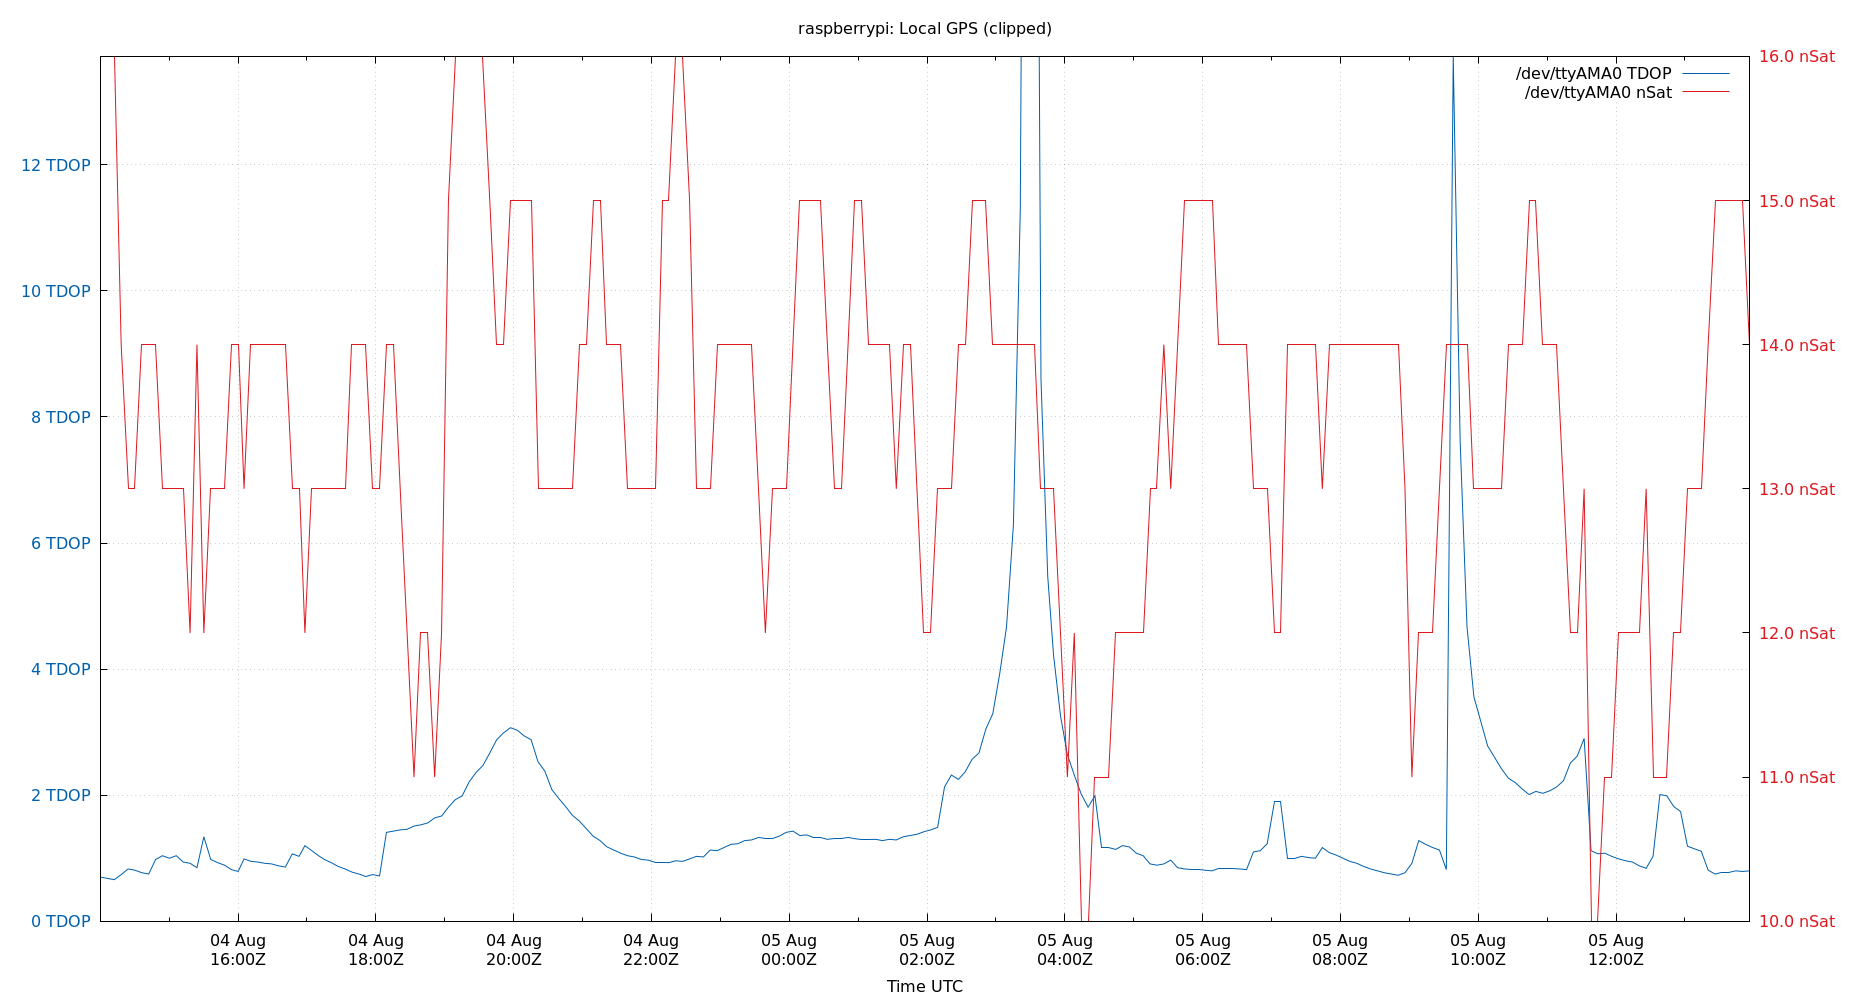 raspberrypi: Local GPS (clipped)
/dev/ttyAMA0 TDOP
/dev/ttyAMA0 nSat
12 TDOP
10 TDOP
8 TDOP
6 TDOP
4 TDOP
2 TDOP
0 TDOP
16.0 nSat
15.0 nSat
14.0 nSat
13.0 nSat
12.0 nSat
11.0 nSat
10.0 nSat
04 Aug
16:00Z
04 Aug
18:00Z
04 Aug
20:00Z
04 Aug
22:00Z
05 Aug
00:00Z
05 Aug
02:00Z
05 Aug
04:00Z
05 Aug
06:00Z
05 Aug
08:00Z
05 Aug
10:00Z
05 Aug
12:00Z
Time UTC